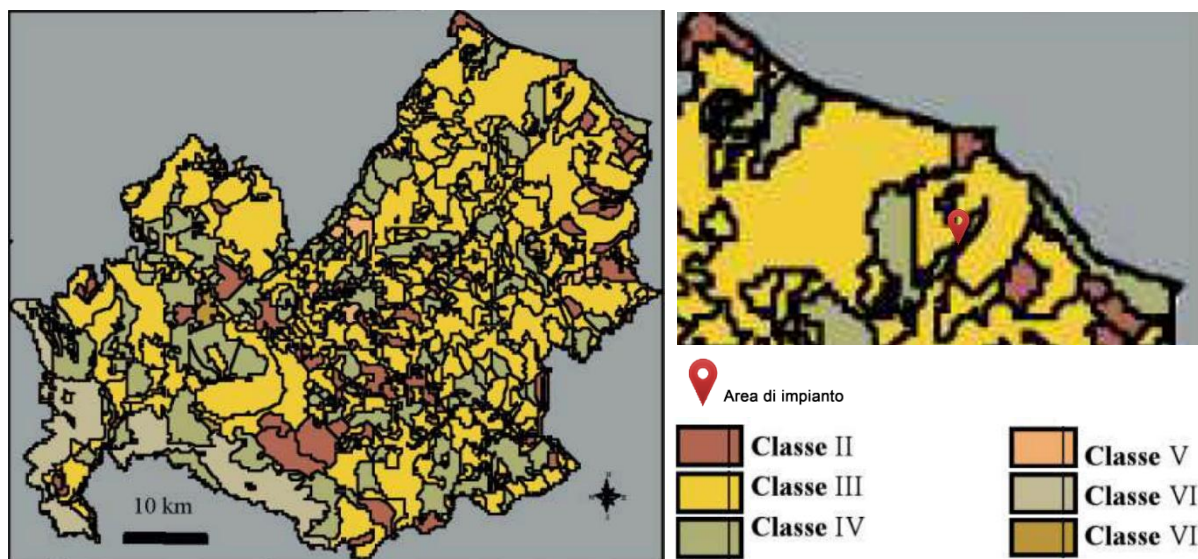 10 km
Area di impianto
Classe II
Classe III
Classe IV
Classe V
Classe VI
Classe VI